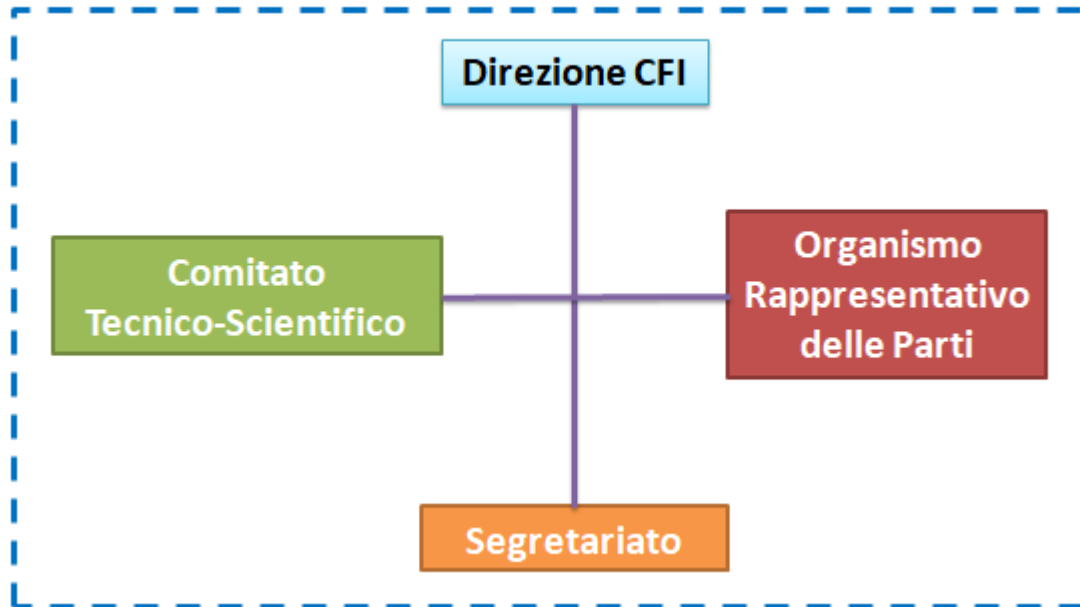 Direzione CFI
Comitato
Tecnico-Scientifico
Organismo
Rappresentativo
delle Parti
Segretariato